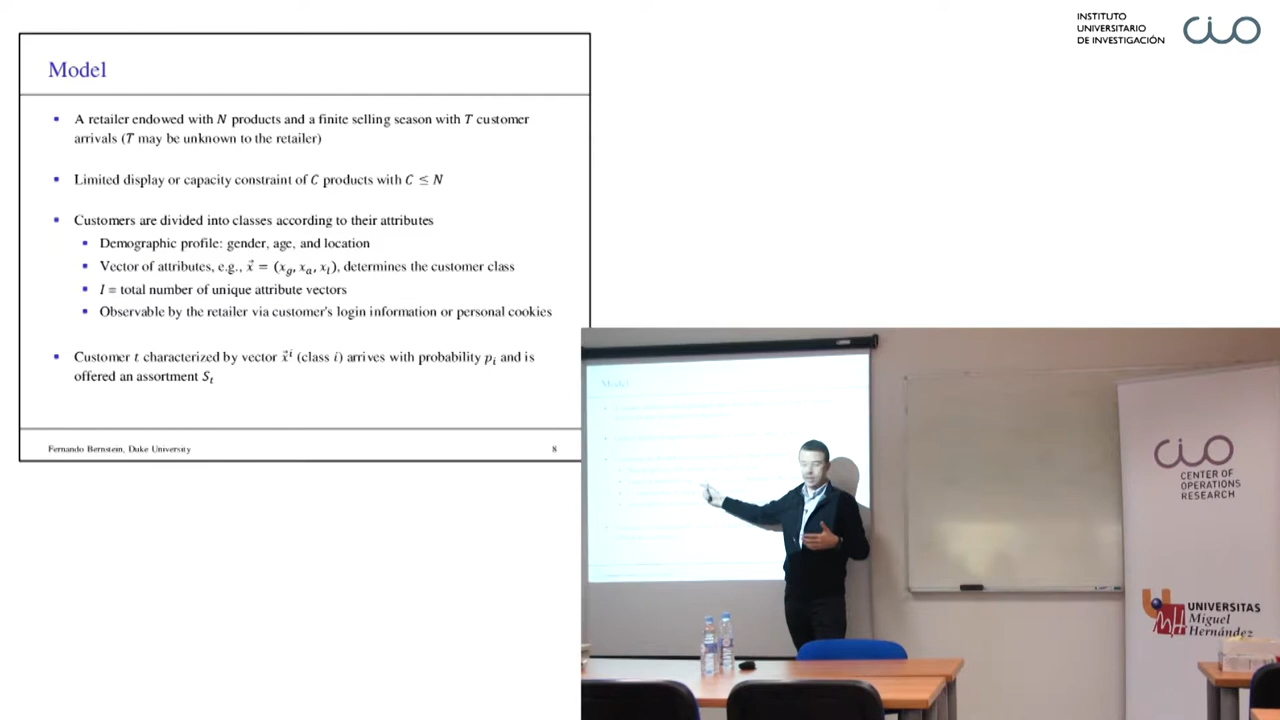 INSTITUTO
UNIVERSITARIO
DE INVESTIGACIÓN
CIO
Model
▪ A retailer endowed with N products and a finite selling season with T customer
arrivals (T may be unknown to the retailer)
▪ Limited display or capacity constraint of C products with C ≤ N
▪ Customers are divided into classes according to their attributes
▪ Demographic profile: gender, age, and location
▪ Vector of attributes, e.g., x⃗ = (x_g, x_a, x_l), determines the customer class
▪ I = total number of unique attribute vectors
▪ Observable by the retailer via customer's login information or personal cookies
▪ Customer t characterized by vector x⃗^i (class i) arrives with probability p_i and is
offered an assortment S_t
Fernando Bernstein, Duke University 8
Model
CIO
CENTER OF
OPERATIONS
RESEARCH
UNIVERSITAS
Miguel
Hernández